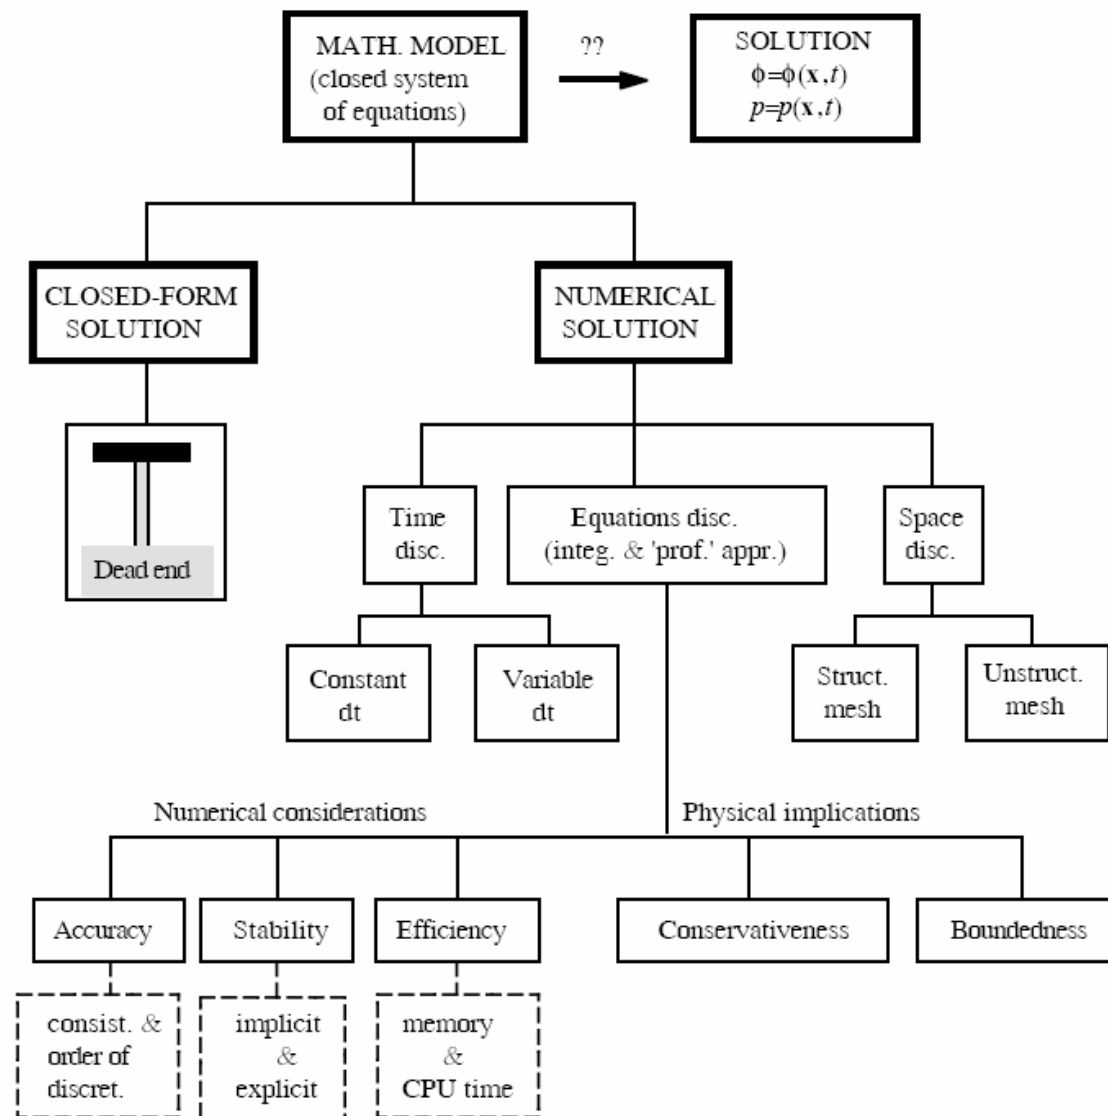 MATH. MODEL
(closed system
of equations)
??
SOLUTION
ϕ=ϕ(x,t)
p=p(x,t)
CLOSED-FORM
SOLUTION
NUMERICAL
SOLUTION
Dead end
Time
disc.
Equations disc.
(integ. & 'prof.' appr.)
Space
disc.
Constant
dt
Variable
dt
Struct.
mesh
Unstruct.
mesh
Numerical considerations
Physical implications
Accuracy
Stability
Efficiency
Conservativeness
Boundedness
consist. &
order of
discret.
implicit
&
explicit
memory
&
CPU time